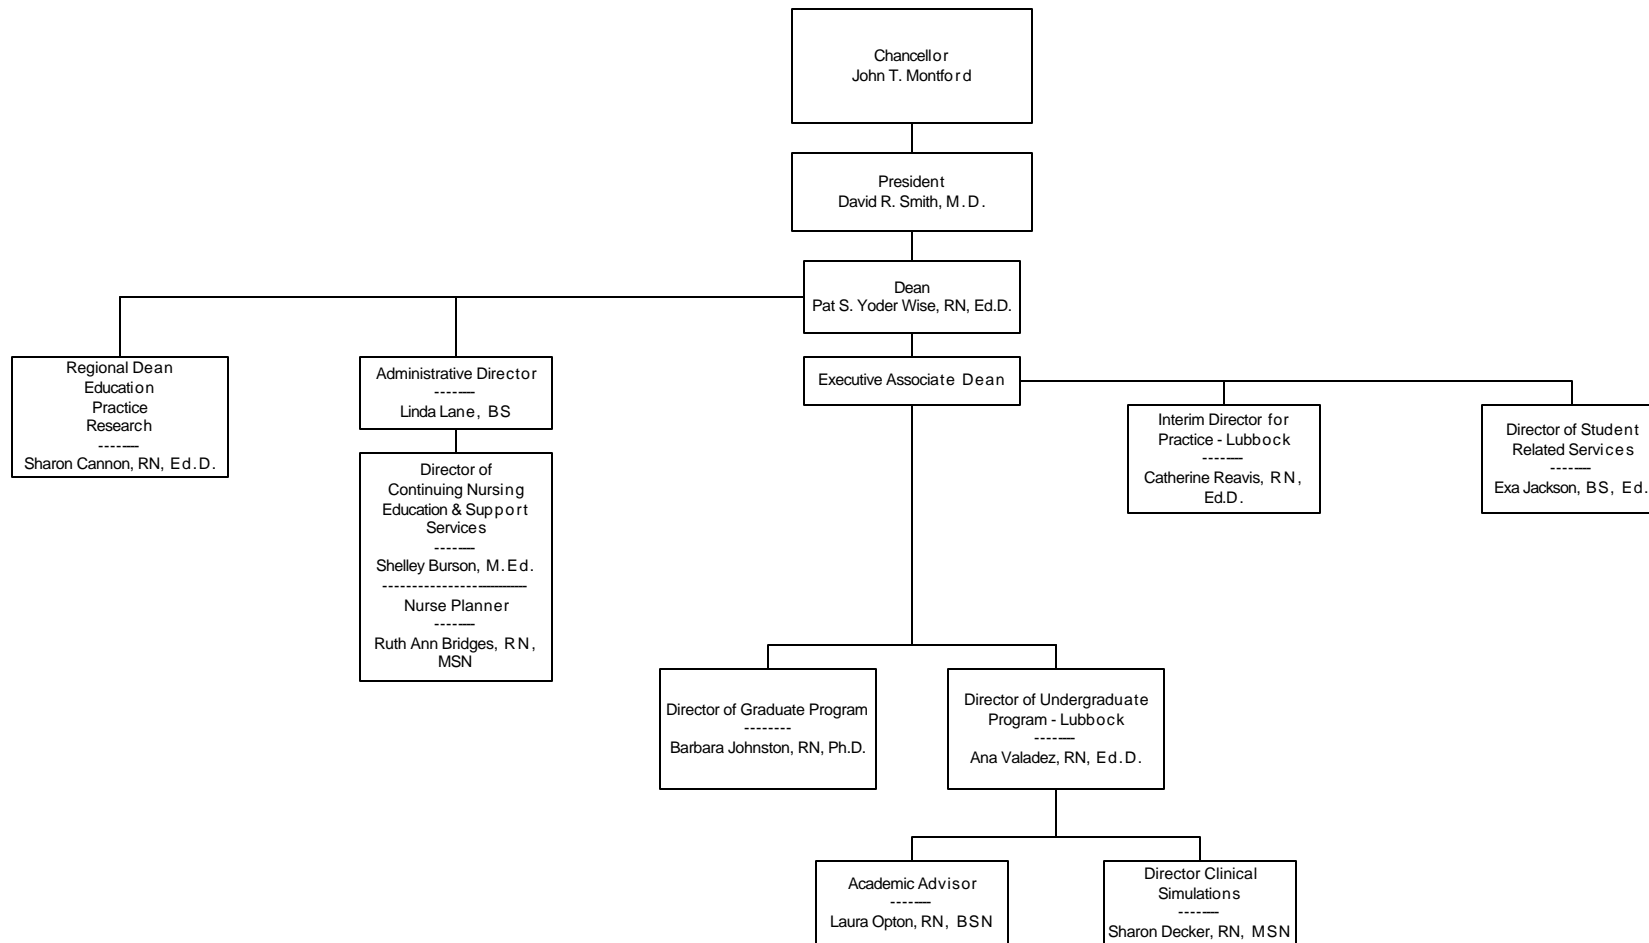 Chancellor
John T. Montford
President
David R. Smith, M.D.
Dean
Pat S. Yoder Wise, RN, Ed.D.
Regional Dean
Education
Practice
Research
--------
Sharon Cannon, RN, Ed.D.
Administrative Director
--------
Linda Lane, BS
Director of
Continuing Nursing
Education & Support
Services
--------
Shelley Burson, M.Ed.
---------------------------
Nurse Planner
--------
Ruth Ann Bridges, RN,
MSN
Executive Associate Dean
Interim Director for
Practice - Lubbock
--------
Catherine Reavis, RN,
Ed.D.
Director of Student
Related Services
--------
Exa Jackson, BS, Ed.
Director of Graduate Program
--------
Barbara Johnston, RN, Ph.D.
Director of Undergraduate
Program - Lubbock
--------
Ana Valadez, RN, Ed.D.
Academic Advisor
--------
Laura Opton, RN, BSN
Director Clinical
Simulations
--------
Sharon Decker, RN, MSN